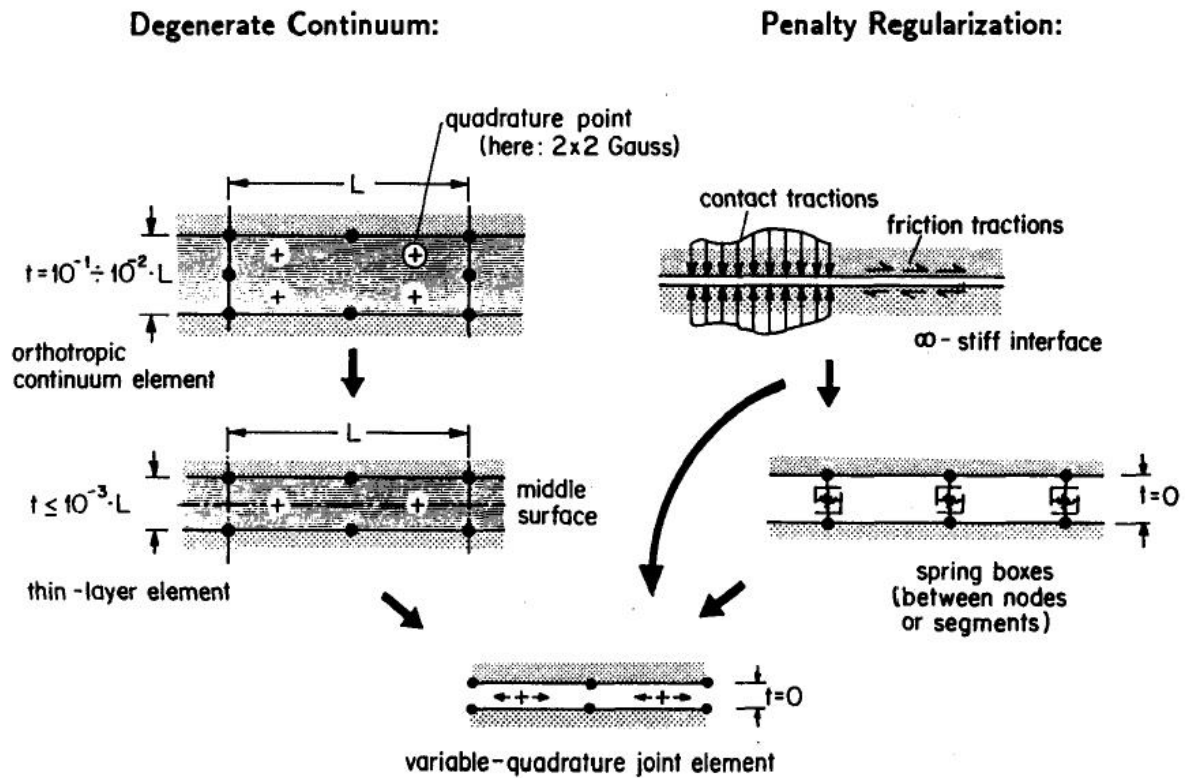 Degenerate Continuum:
Penalty Regularization:
quadrature point
(here: 2x2 Gauss)
L
t = 10⁻¹ ÷ 10⁻² · L
orthotropic
continuum element
contact tractions
friction tractions
∞ - stiff interface
L
t ≤ 10⁻³ · L
middle
surface
thin - layer element
t=0
spring boxes
(between nodes
or segments)
t=0
variable-quadrature joint element